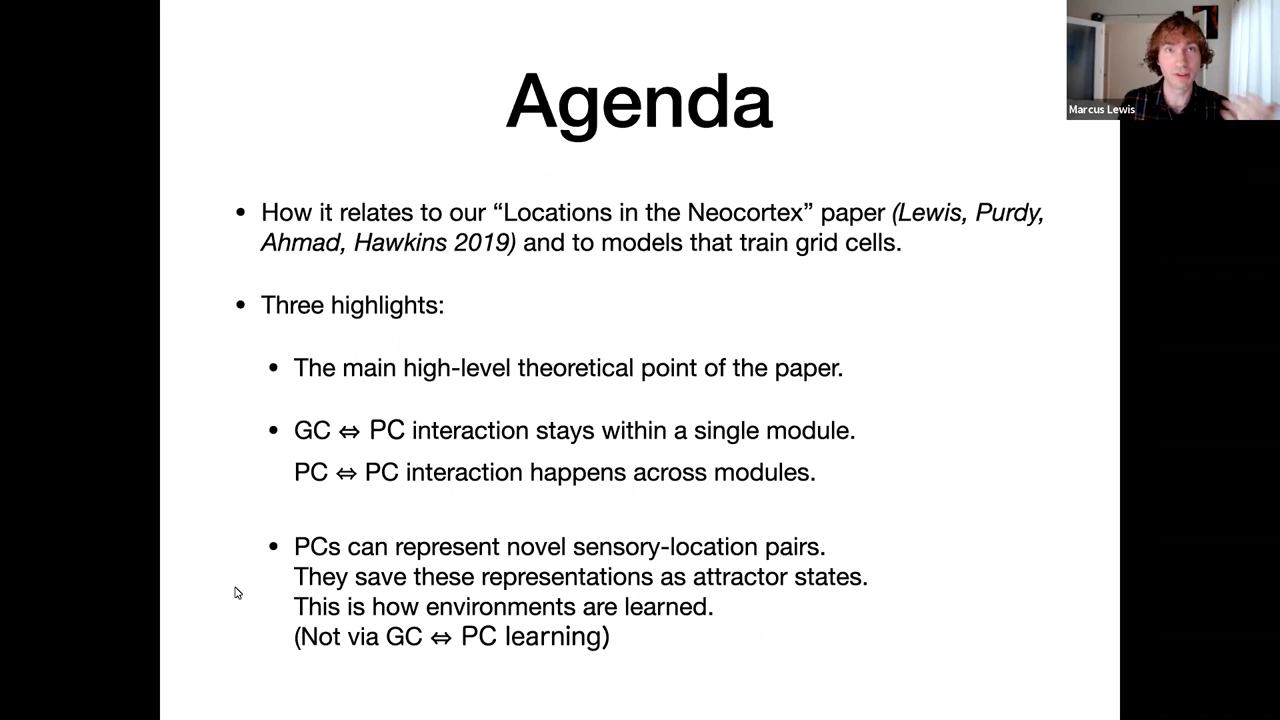 Agenda
Marcus Lewis
• How it relates to our “Locations in the Neocortex” paper (Lewis, Purdy,
Ahmad, Hawkins 2019) and to models that train grid cells.
• Three highlights:
• The main high-level theoretical point of the paper.
• GC ⇔ PC interaction stays within a single module.
PC ⇔ PC interaction happens across modules.
• PCs can represent novel sensory-location pairs.
They save these representations as attractor states.
This is how environments are learned.
(Not via GC ⇔ PC learning)